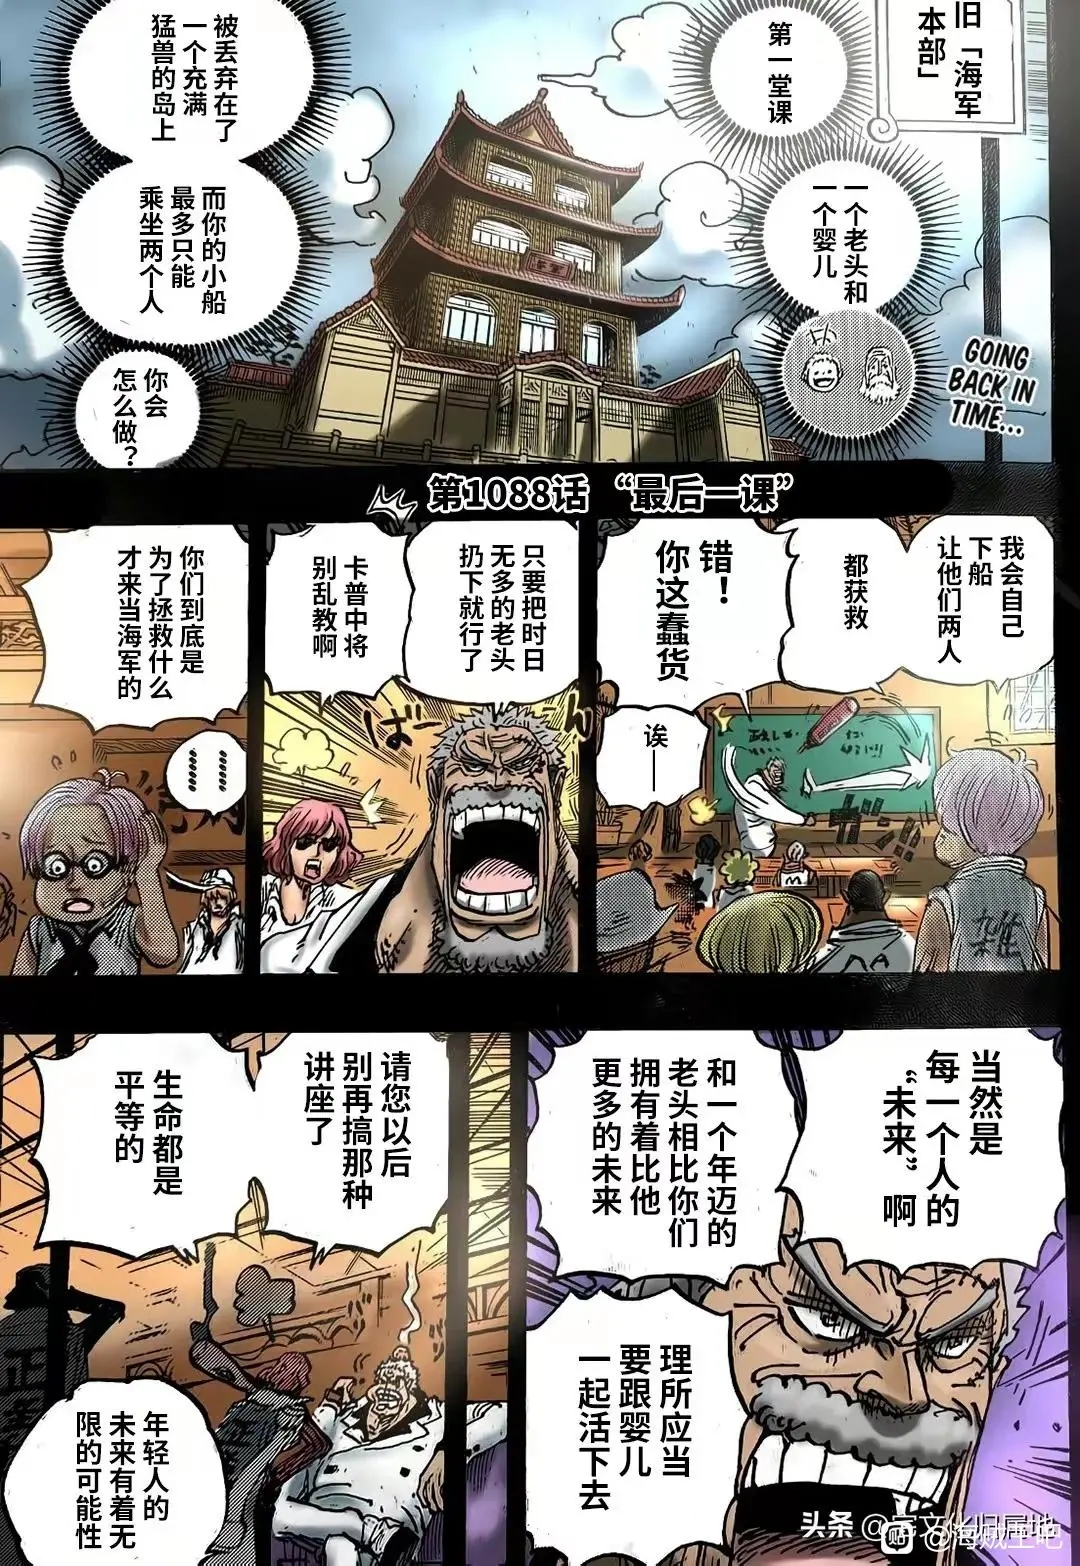 旧「海军
本部」
第一堂课
一个老头和
一个婴儿
被丢弃在了
一个充满
猛兽的岛上
而你的小船
最多只能
乘坐两个人
你会
怎么做？
GOING
BACK IN
TIME...
第1088话 “最后一课”
我会自己
下船
让他们两人
都获救
错！
你这蠢货
诶——
雑
只要把时日
无多的老头
扔下就行了
ばーん
卡普中将
别乱教啊
你们到底是
为了拯救什么
才来当海军的
………
………
当然是
每一个人的
“未来”
啊
和一个年迈的
老头相比你们
拥有着比他
更多的未来
理所应当
要跟婴儿
一起活下去
请您以后
别再搞那种
讲座了
生命都是
平等的
正
年轻人的
未来有着无
限的可能性
头条
贴 @海贼王吧